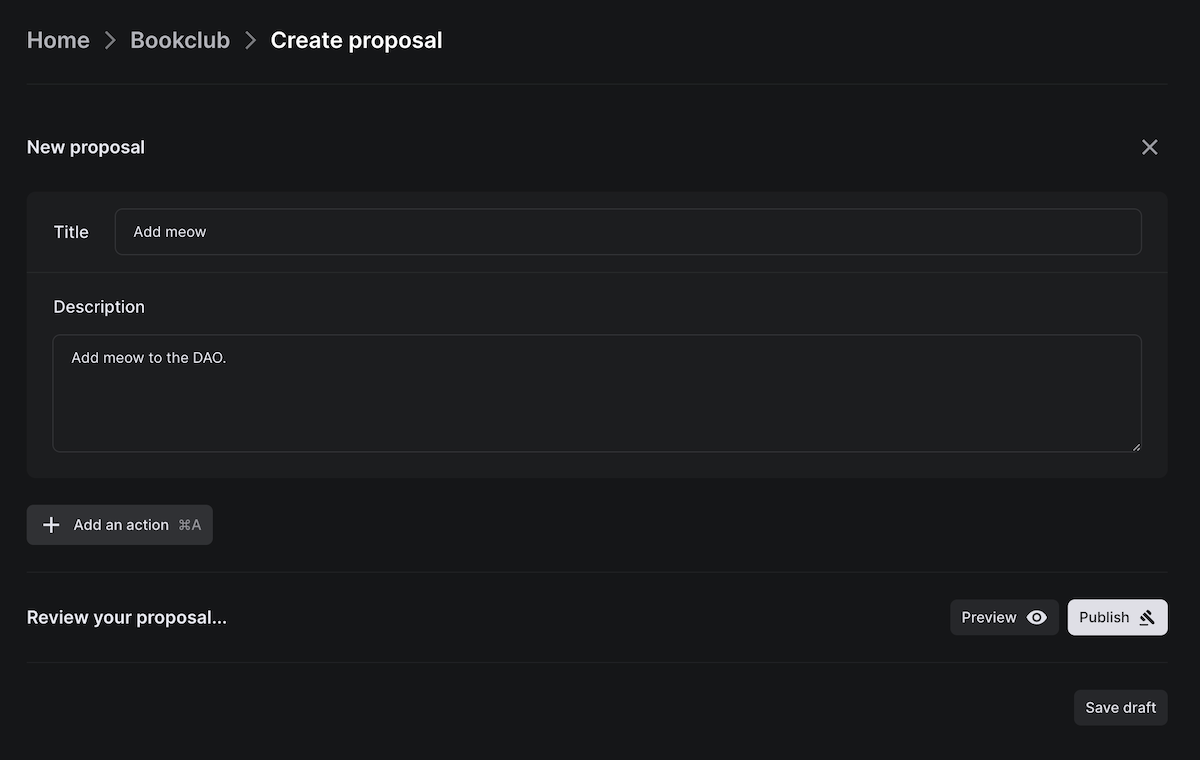 Home > Bookclub > Create proposal
New proposal
Title Add meow
Description
Add meow to the DAO.
Add an action ⌘A
Review your proposal... Preview Publish
Save draft